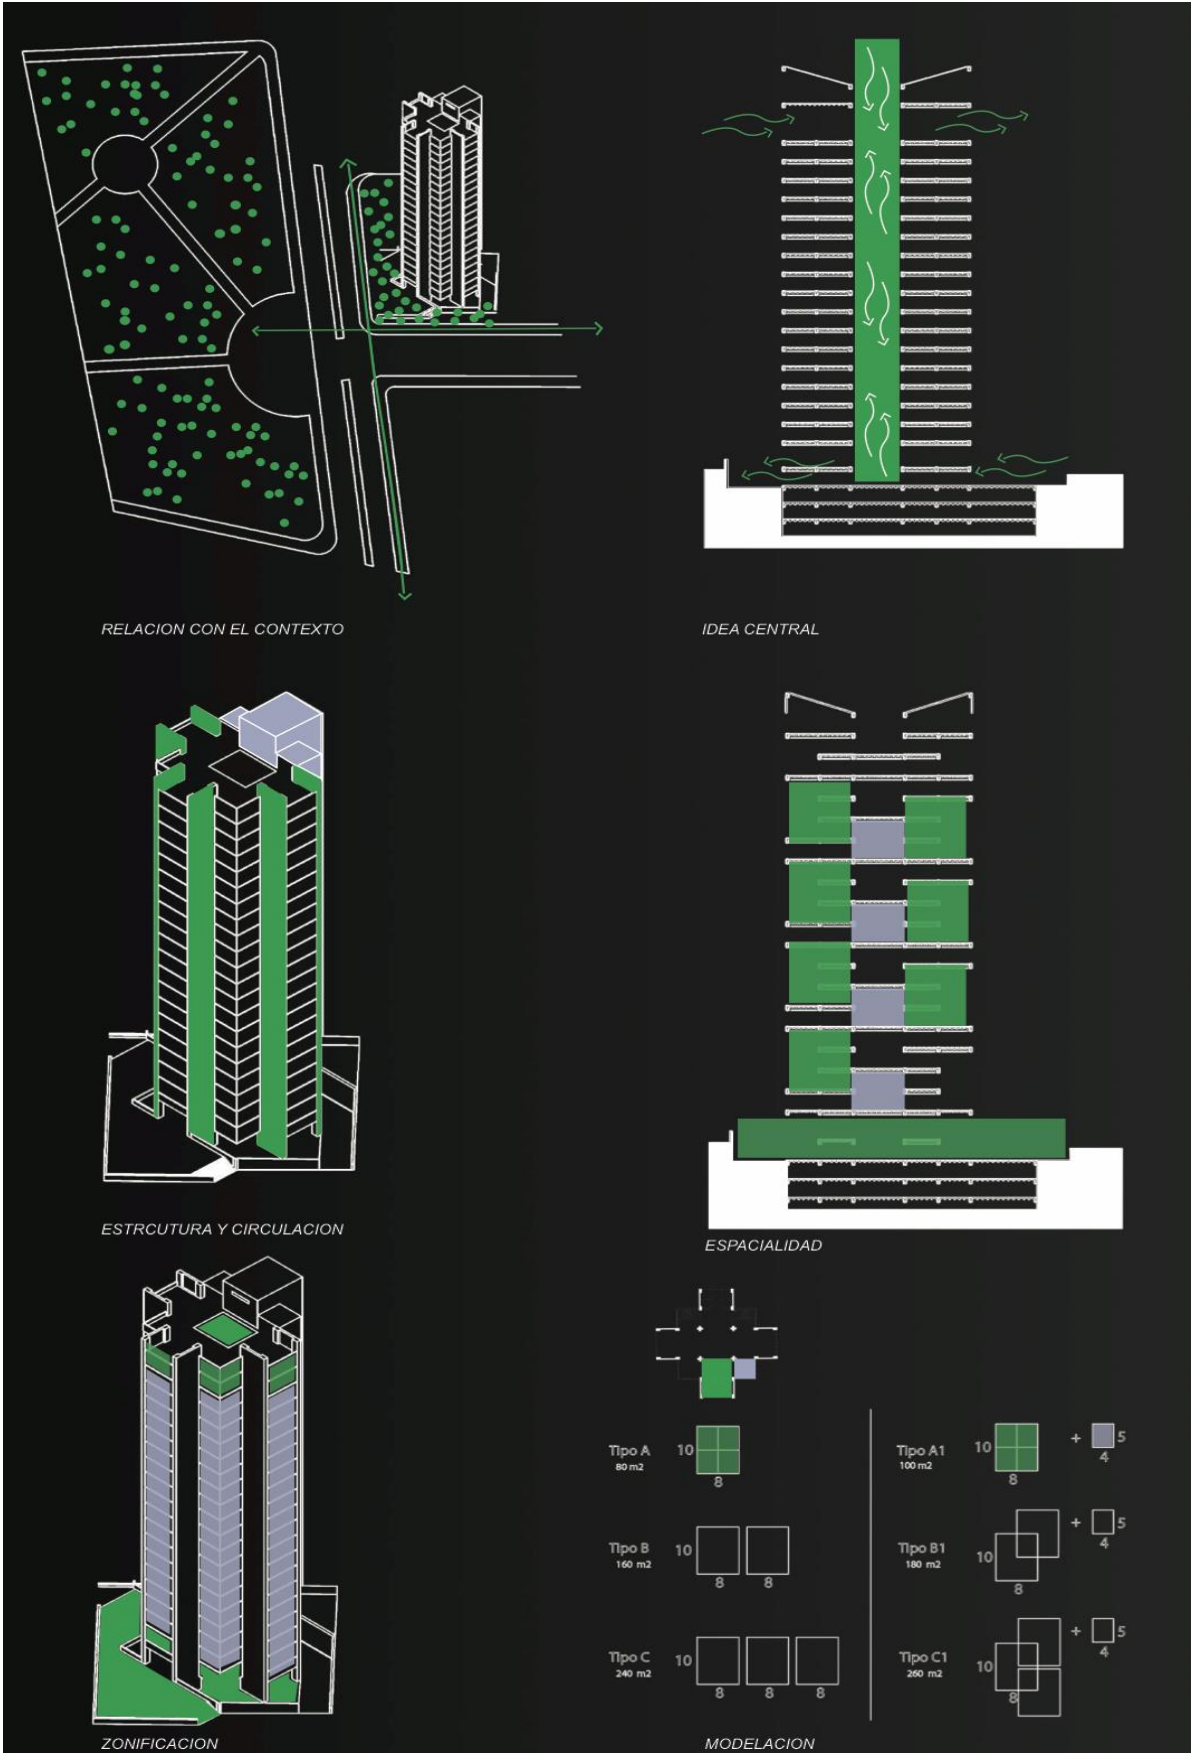 RELACION CON EL CONTEXTO
IDEA CENTRAL
ESTRCUTURA Y CIRCULACION
ESPACIALIDAD
Tipo A
80 m2
10
8
Tipo A1
100 m2
10
8
+
5
4
Tipo B
160 m2
10
8
8
Tipo B1
180 m2
10
8
+
5
4
Tipo C
240 m2
10
8
8
8
Tipo C1
260 m2
10
8
+
5
4
ZONIFICACION
MODELACION